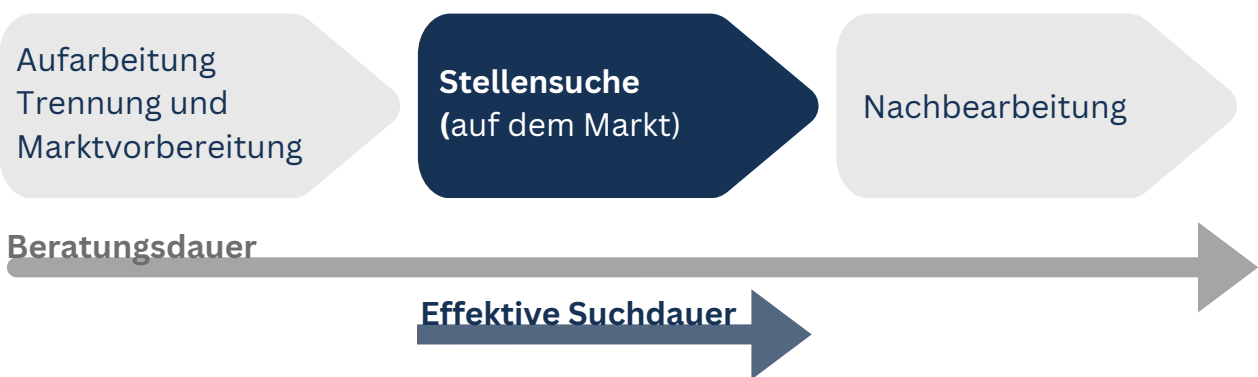 Aufarbeitung
Trennung und
Marktvorbereitung
Stellensuche
(auf dem Markt)
Nachbearbeitung
Beratungsdauer
Effektive Suchdauer